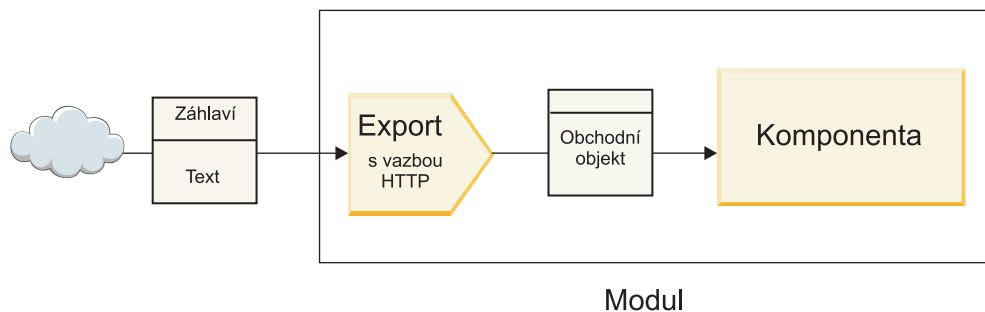 Záhlaví
Text
Export
s vazbou
HTTP
Obchodní
objekt
Komponenta
Modul